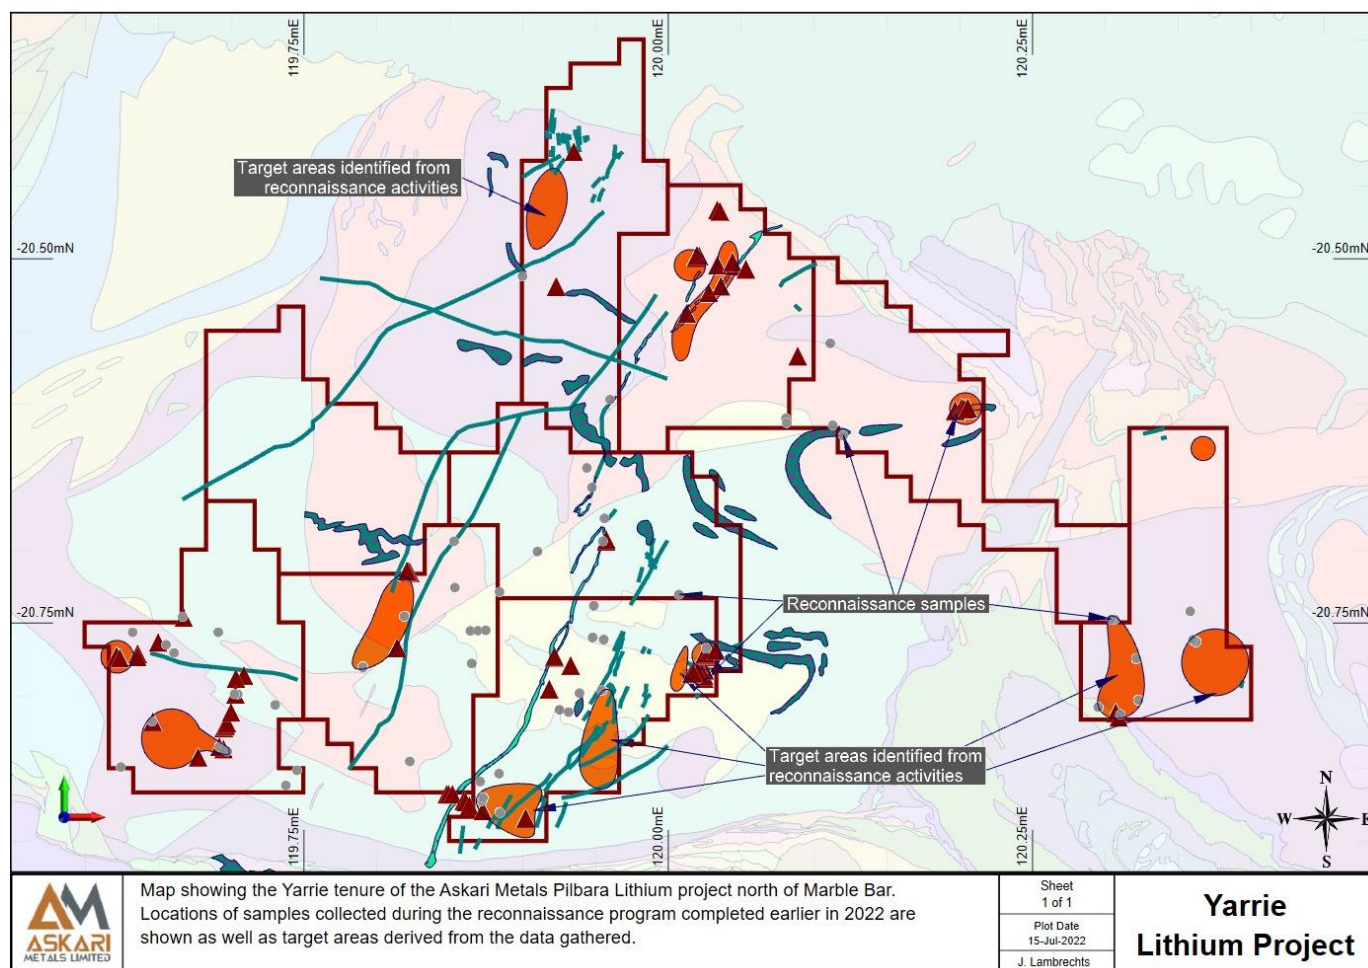 119.75mE
120.00mE
120.25mE
Target areas identified from
reconnaissance activities
-20.50mN
-20.50mN
-20.75mN
-20.75mN
Reconnaissance samples
Target areas identified from
reconnaissance activities
N
W
E
S
119.75mE
120.00mE
120.25mE
AM
ASKARI
METALS LIMITED
Map showing the Yarrie tenure of the Askari Metals Pilbara Lithium project north of Marble Bar.
Locations of samples collected during the reconnaissance program completed earlier in 2022 are
shown as well as target areas derived from the data gathered.
Sheet
1 of 1
Plot Date
15-Jul-2022
J. Lambrechts
Yarrie
Lithium Project